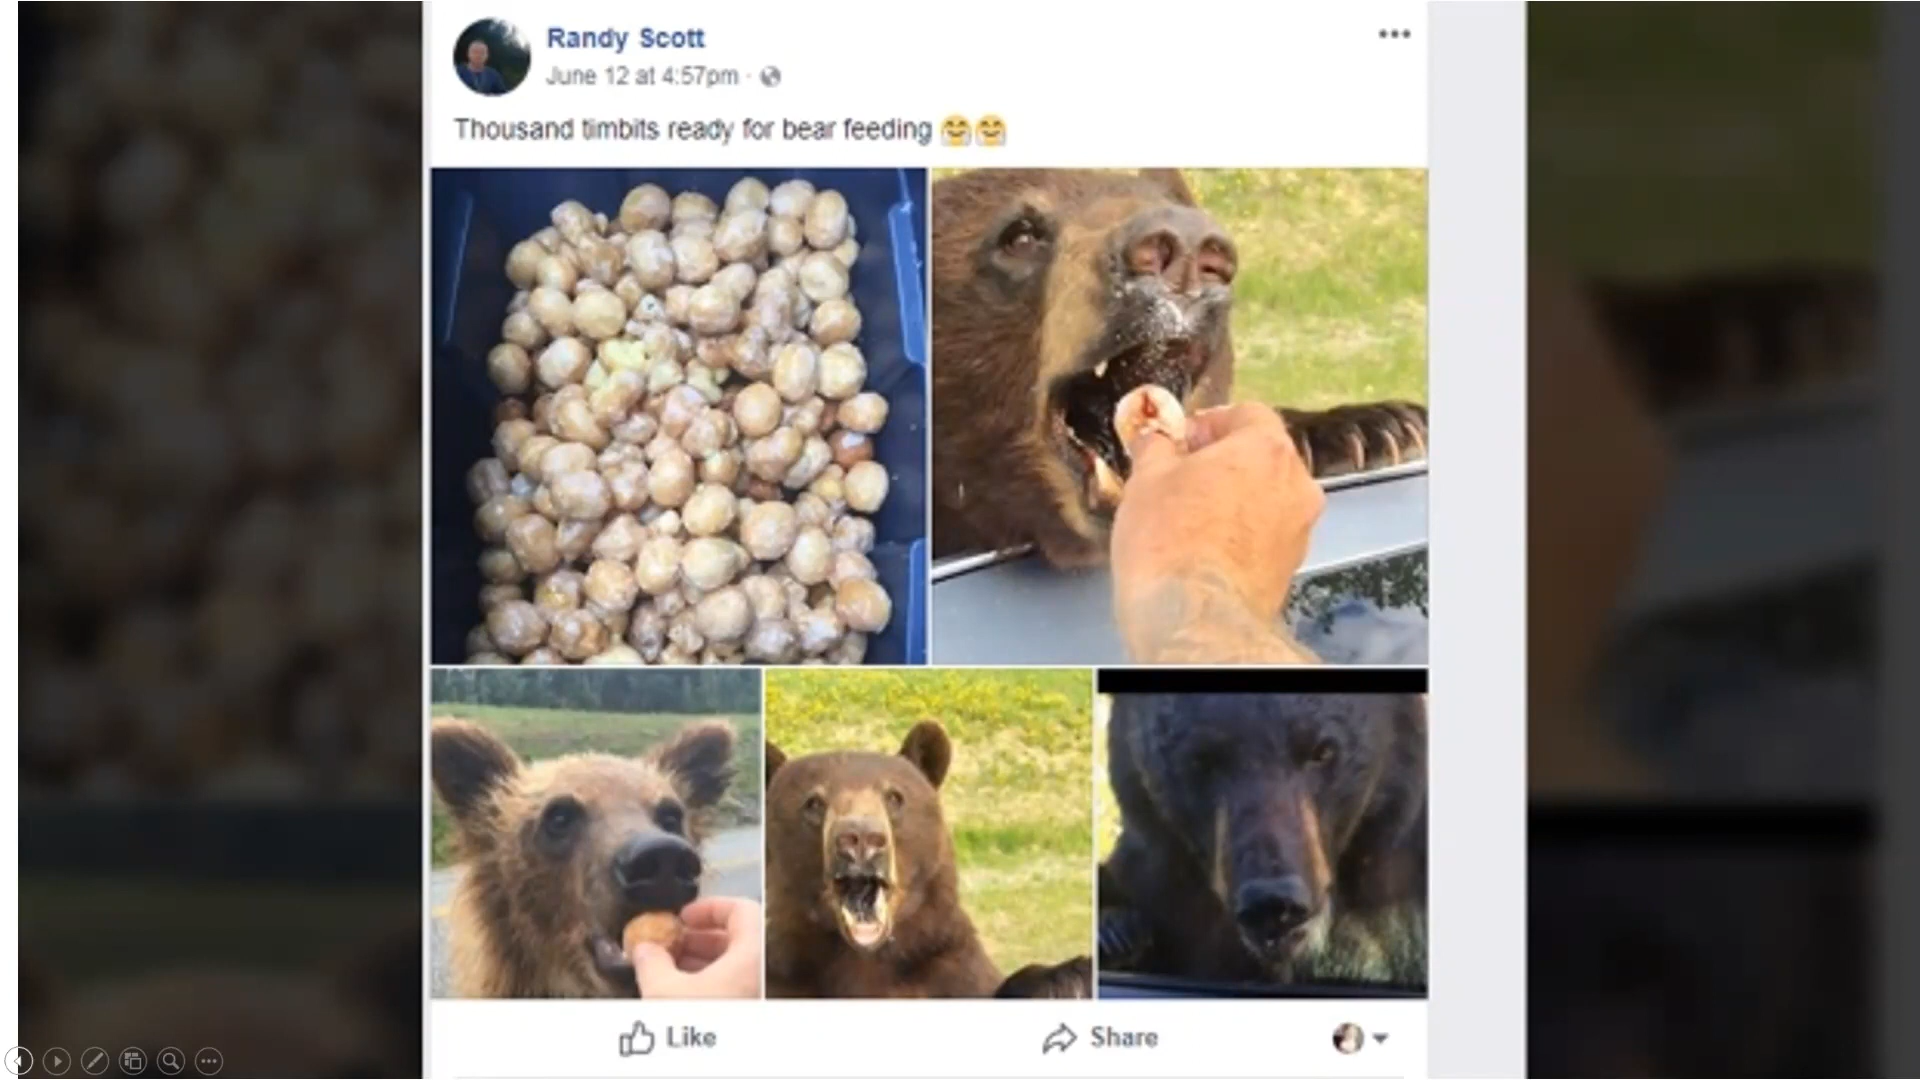 Randy Scott
June 12 at 4:57pm ·
Thousand timbits ready for bear feeding 🤗🤗
Like
Share